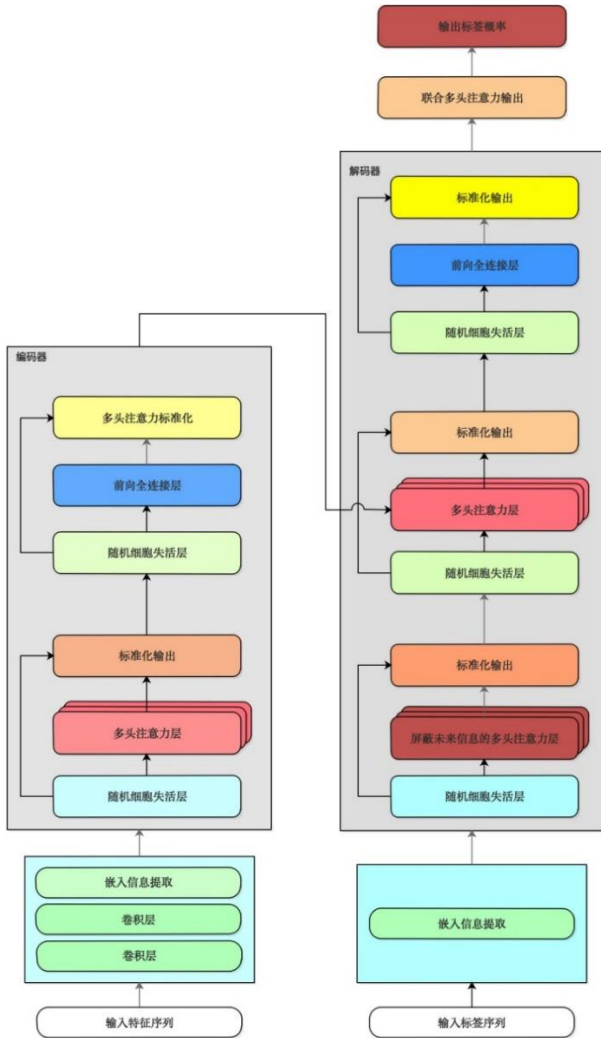 输出标签概率
联合多头注意力输出
解码器
标准化输出
前向全连接层
随机细胞失活层
标准化输出
多头注意力层
随机细胞失活层
标准化输出
屏蔽未来信息的多头注意力层
随机细胞失活层
嵌入信息提取
输入标签序列
编码器
多头注意力标准化
前向全连接层
随机细胞失活层
标准化输出
多头注意力层
随机细胞失活层
嵌入信息提取
卷积层
卷积层
输入特征序列